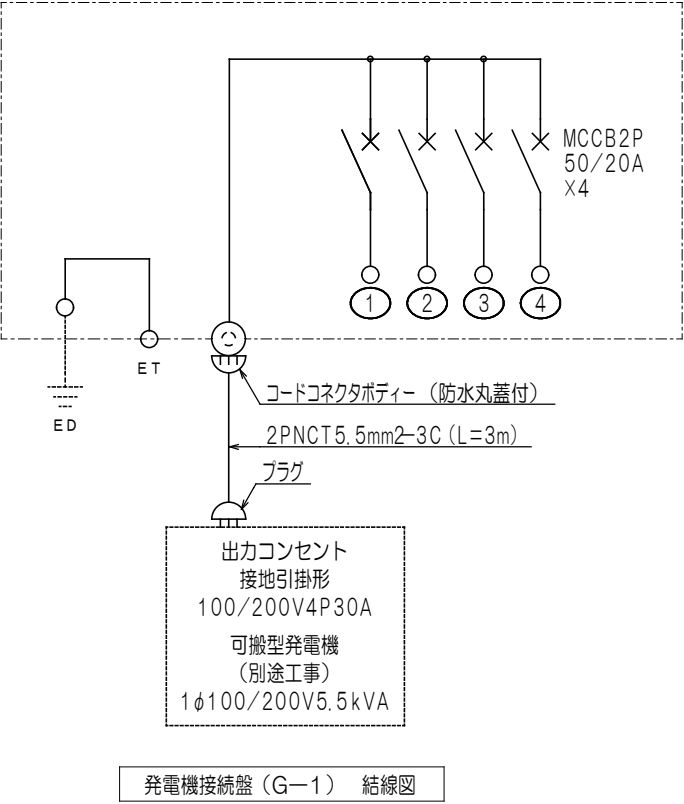 MCCB2P
50/20A
×4
1 2 3 4
ET
ED
コードコネクタボディー（防水丸蓋付）
2PNCT5.5mm2-3C(L=3m)
プラグ
出力コンセント
接地引掛形
100/200V4P30A
可搬型発電機
(別途工事)
1φ100/200V5.5kVA
発電機接続盤（G－1） 結線図